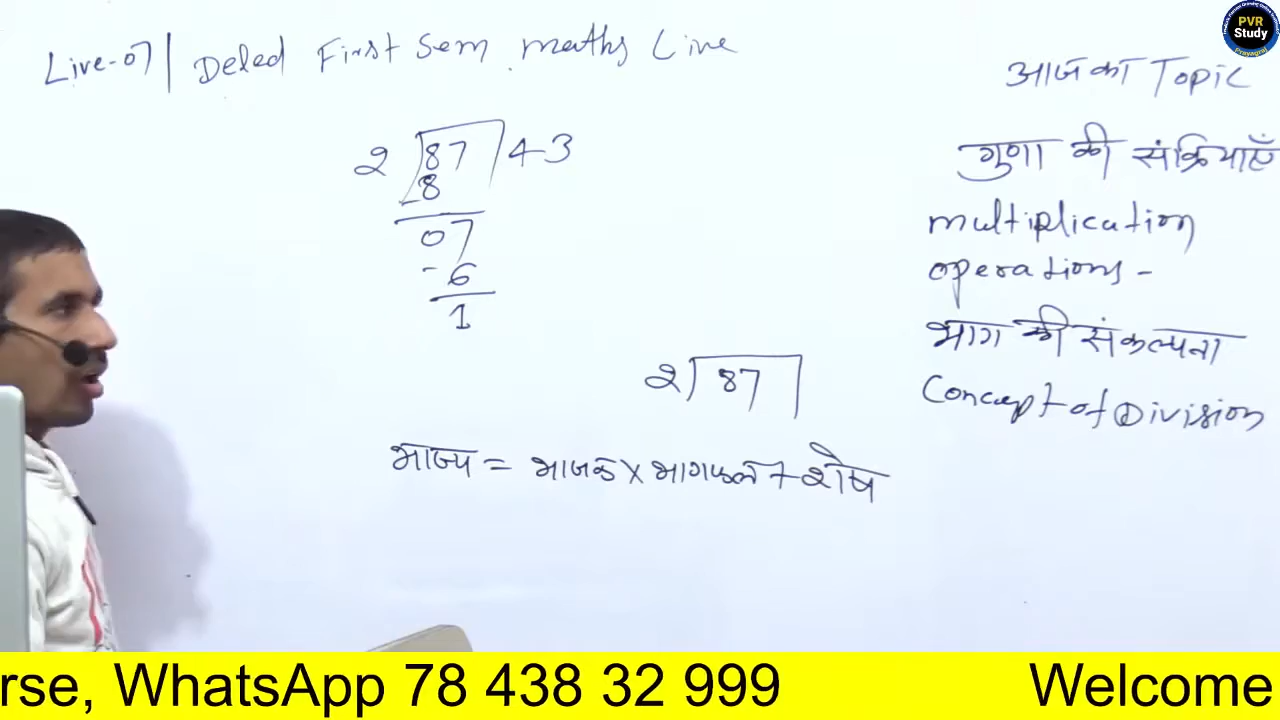 Live-07 | Deled First Sem maths Live
2 87 43
8
07
- 6
1
2 87
भाज्य = भाजक × भागफल + शेष
आज का Topic
गुणा की संक्रियाएँ
multiplication
operations -
भाग की संकल्पना
Concept of Division
PVR
Study
Prayagraj
rse, WhatsApp 78 438 32 999 Welcome